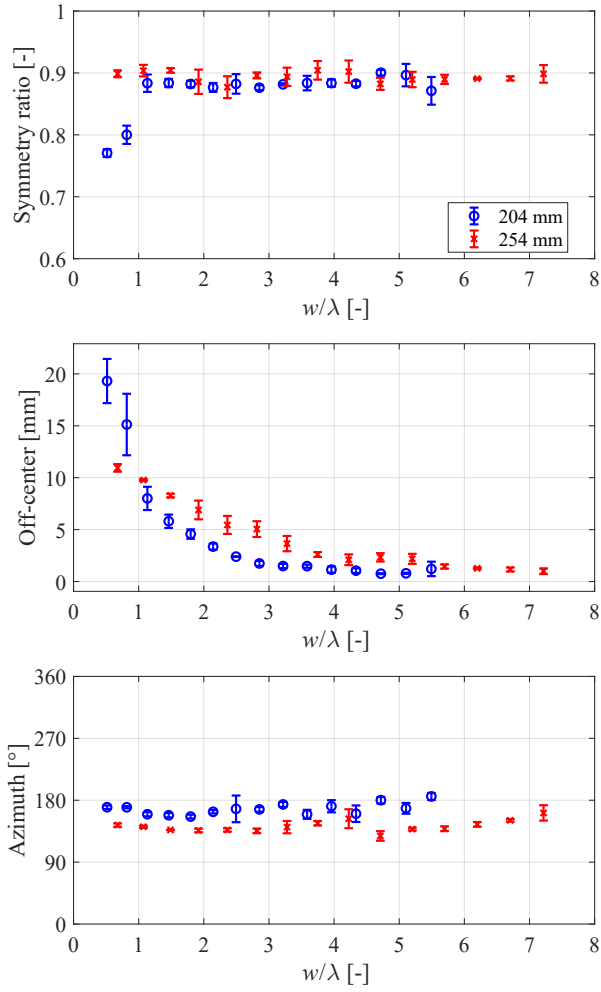 1
0.9
0.8
0.7
0.6
Symmetry ratio [-]
204 mm
254 mm
0 1 2 3 4 5 6 7 8
w/λ [-]
20
15
10
5
0
Off-center [mm]
0 1 2 3 4 5 6 7 8
w/λ [-]
360
270
180
90
0
Azimuth [°]
0 1 2 3 4 5 6 7 8
w/λ [-]